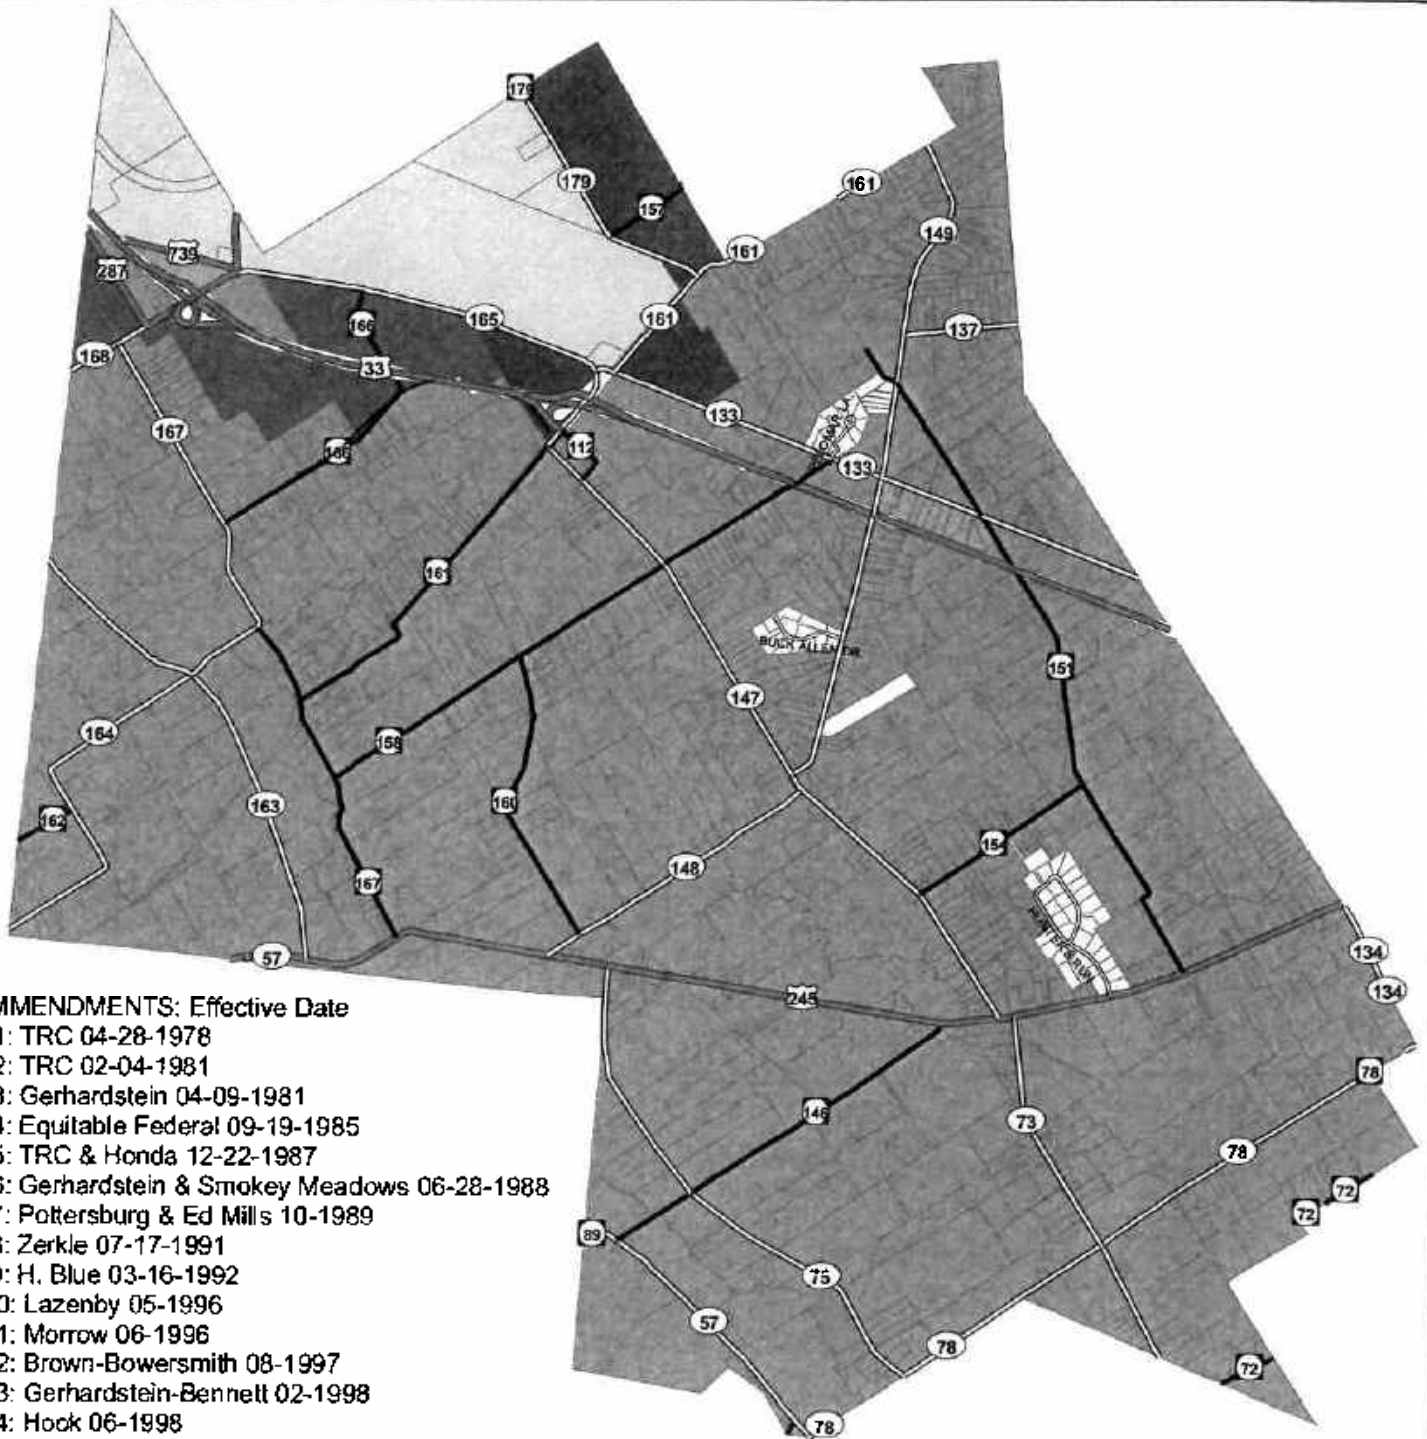 179
179
157
161
161
149
739
287
137
166
165
161
33
168
133
167
133
166
112
161
BUCK ALLEN DR
151
147
164
158
160
163
162
154
148
167
57
134
134
245
MMENDMENTS: Effective Date
1: TRC 04-28-1978
2: TRC 02-04-1981
3: Gerhardstein 04-09-1981
4: Equitable Federal 09-19-1985
5: TRC & Honda 12-22-1987
6: Gerhardstein & Smokey Meadows 06-28-1988
7: Pottersburg & Ed Mills 10-1989
8: Zerkle 07-17-1991
9: H. Blue 03-16-1992
0: Lazenby 05-1996
1: Morrow 06-1996
2: Brown-Bowersmith 08-1997
3: Gerhardstein-Bennett 02-1998
4: Hook 06-1998
78
146
73
78
72
72
89
75
57
78
72
78